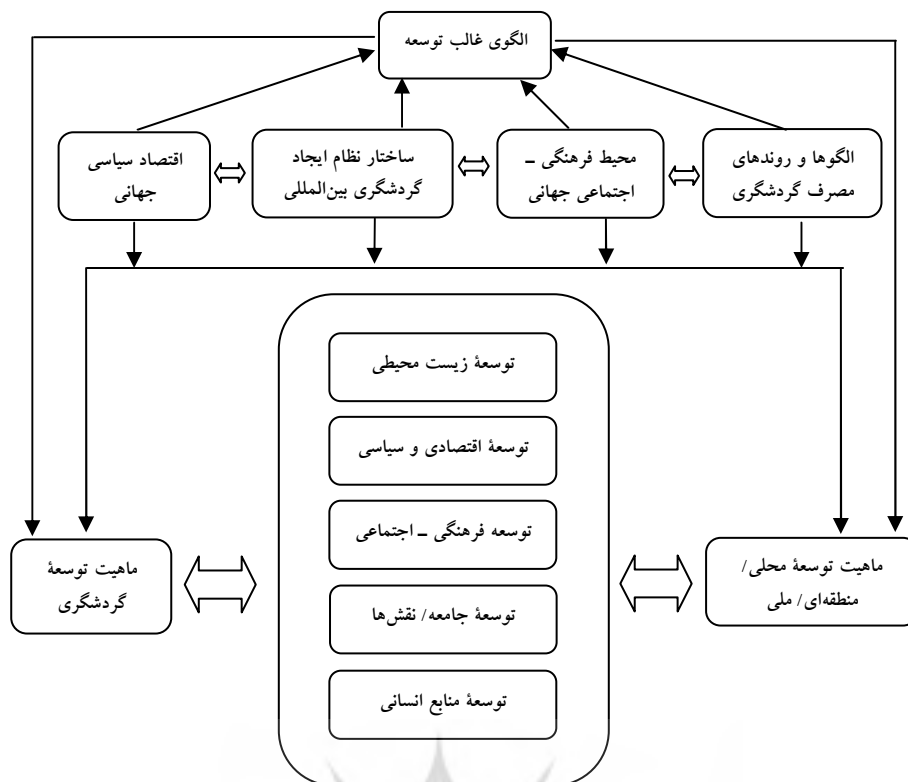 الگوی غالب توسعه
الگوها و روندهای
مصرف گردشگری
محیط فرهنگی ـ
اجتماعی جهانی
ساختار نظام ایجاد
گردشگری بین‌المللی
اقتصاد سیاسی
جهانی
توسعهٔ زیست محیطی
توسعهٔ اقتصادی و سیاسی
توسعه فرهنگی ـ اجتماعی
توسعهٔ جامعه/ نقش‌ها
توسعهٔ منابع انسانی
ماهیت توسعهٔ محلی/
منطقه‌ای/ ملی
ماهیت توسعهٔ
گردشگری